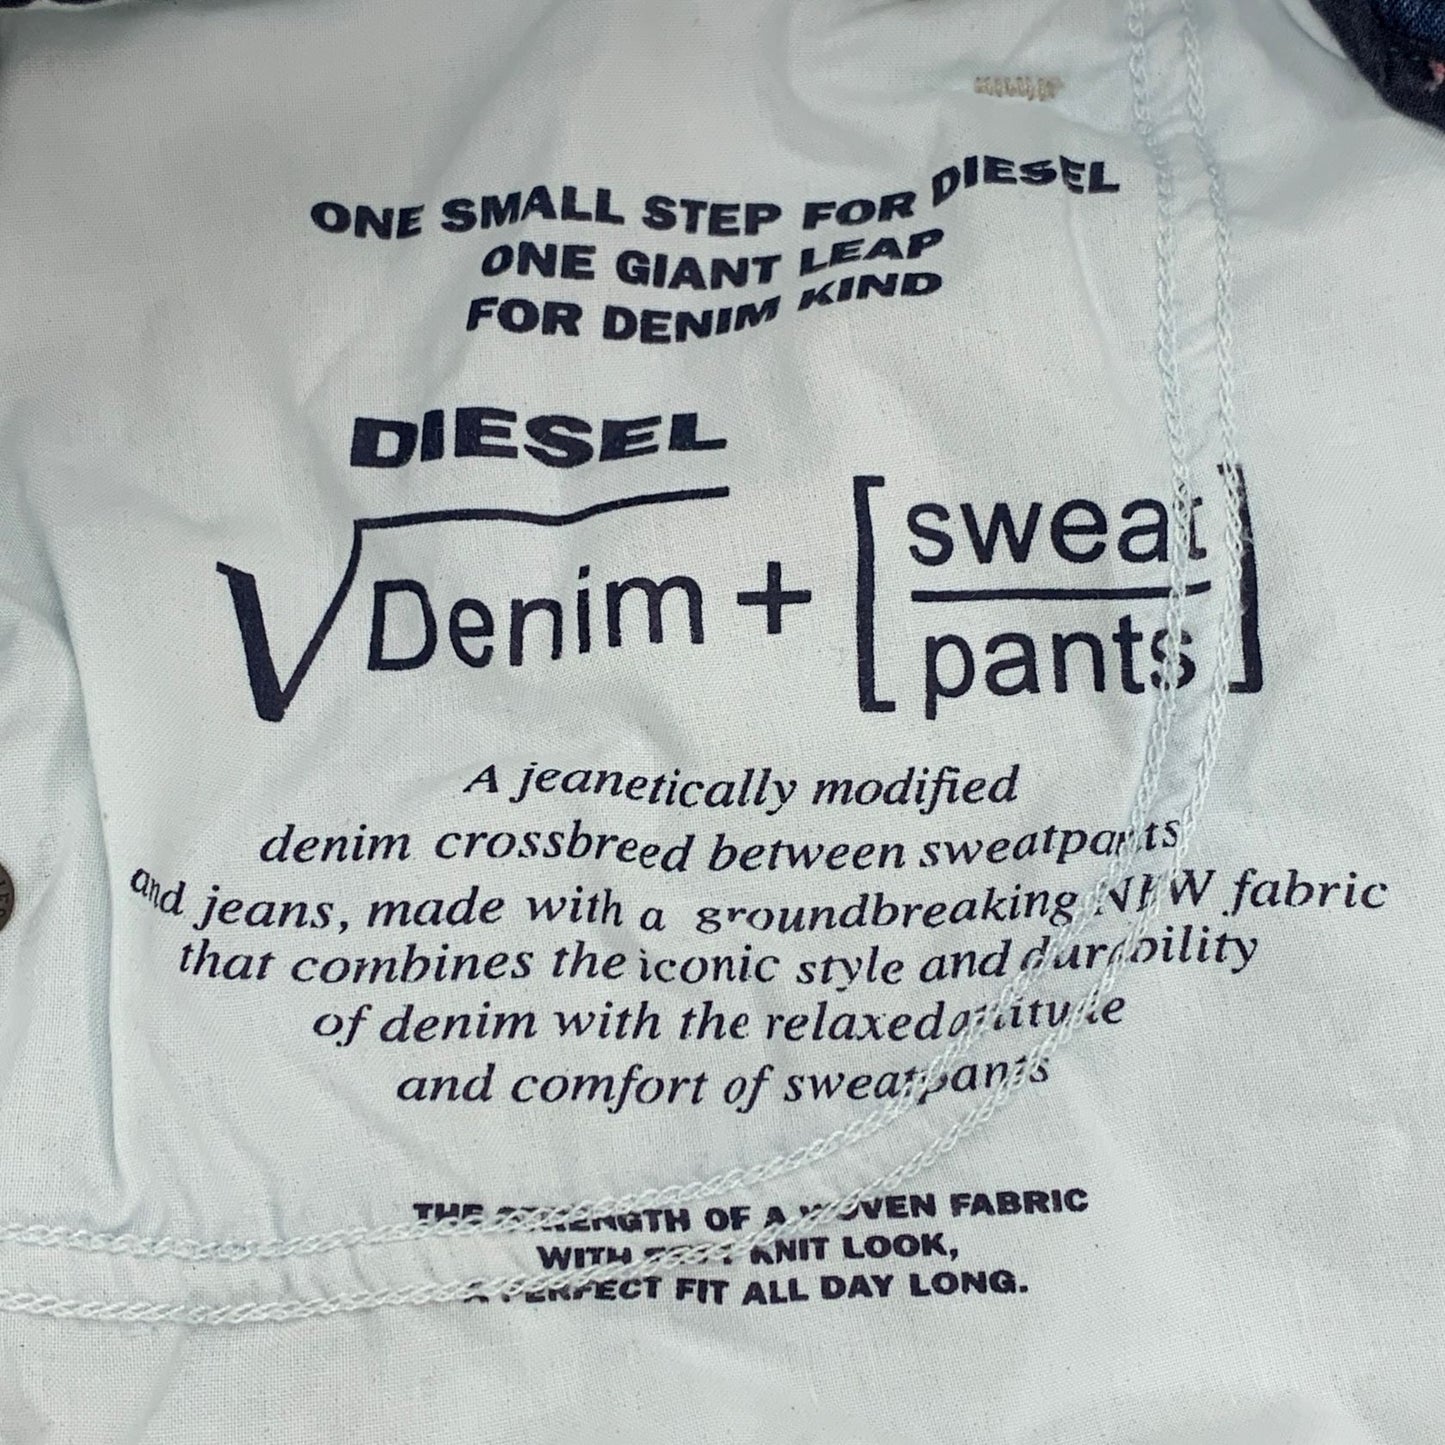 ONE SMALL STEP FOR DIESEL
ONE GIANT LEAP
FOR DENIM KIND
DIESEL
√Denim + [sweat
pants]
A jeanetically modified
denim crossbreed between sweatpants
and jeans, made with a groundbreaking NEW fabric
that combines the iconic style and durability
of denim with the relaxed attitude
and comfort of sweatpants
THE STRENGTH OF A WOVEN FABRIC
WITH SOFT KNIT LOOK,
A PERFECT FIT ALL DAY LONG.